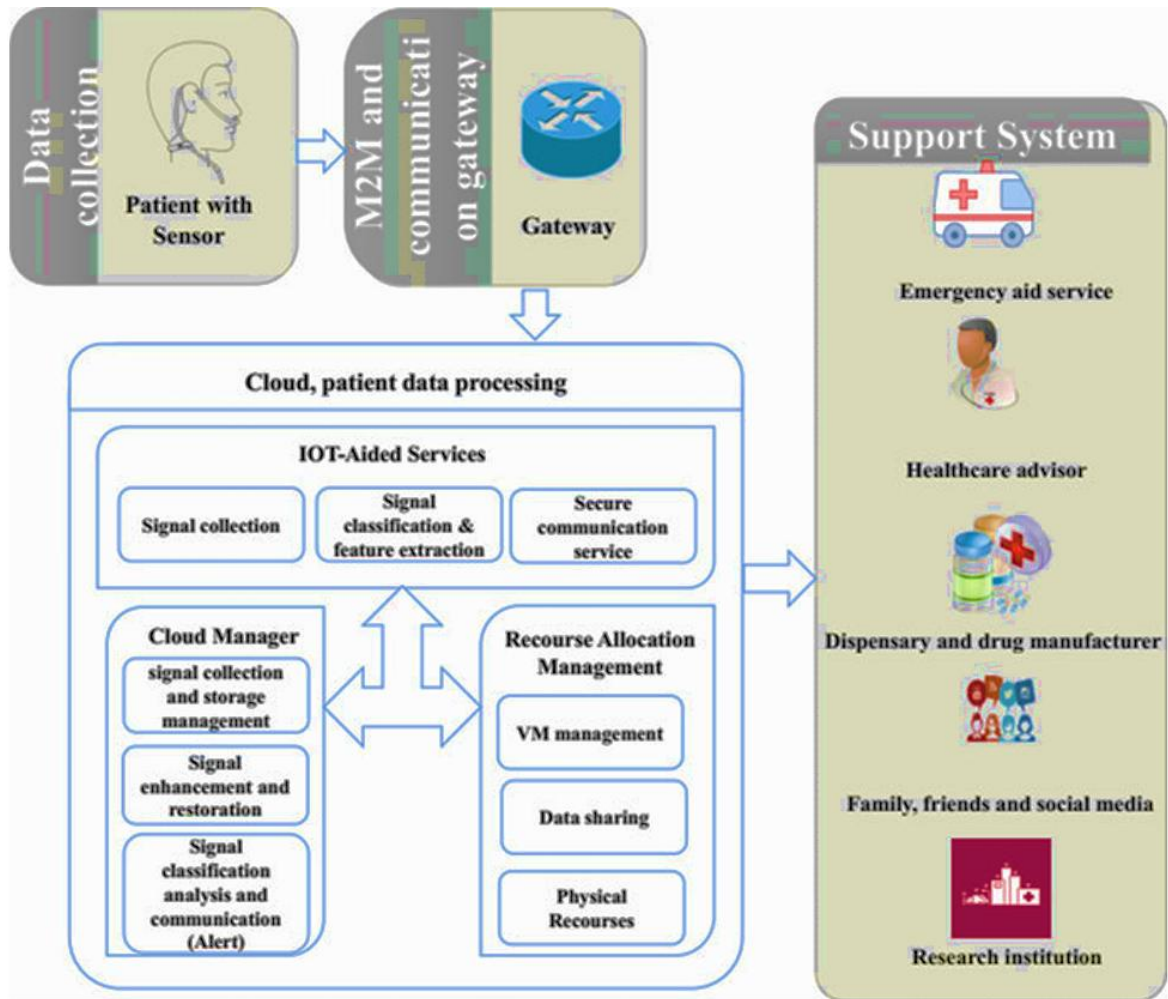 Data
collection
Patient with
Sensor
M2M and
communicati
on gateway
Gateway
Support System
Emergency aid service
Healthcare advisor
Dispensary and drug manufacturer
Family, friends and social media
Research institution
Cloud, patient data processing
IOT-Aided Services
Signal collection
Signal
classification &
feature extraction
Secure
communication
service
Cloud Manager
signal collection
and storage
management
Signal
enhancement and
restoration
Signal
classification
analysis and
communication
(Alert)
Recourse Allocation
Management
VM management
Data sharing
Physical
Recourses